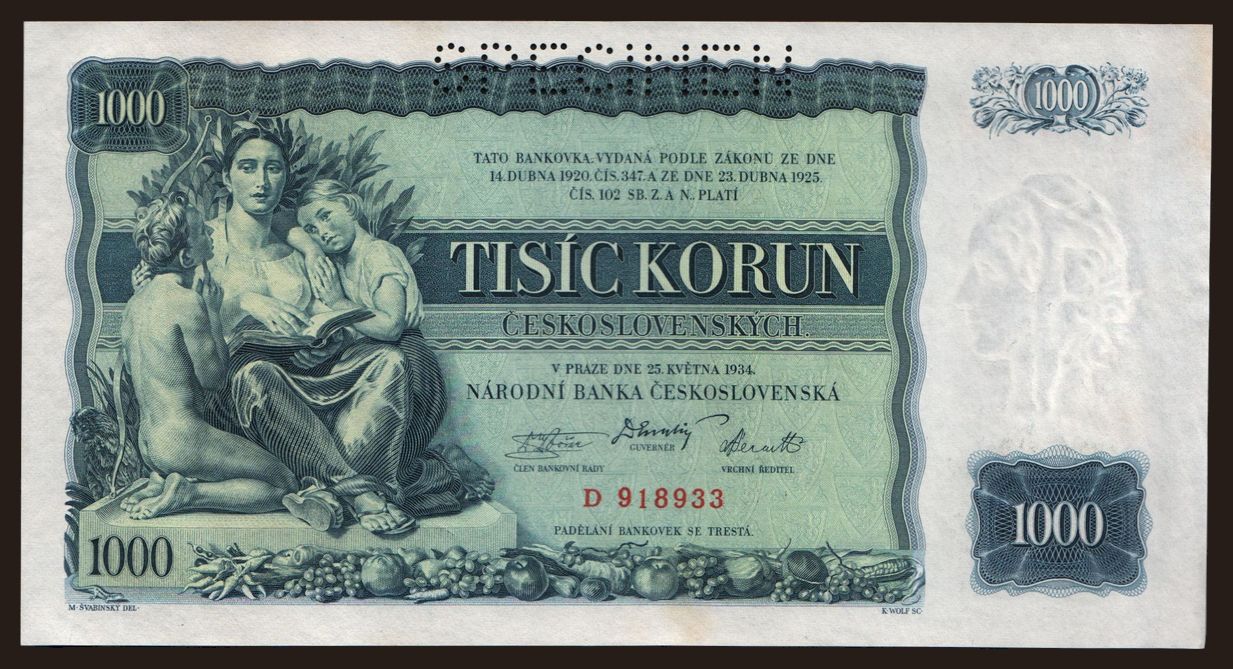 SPECIMEN
1000
1000
TATO BANKOVKA, VYDANÁ PODLE ZÁKONŮ ZE DNE
14. DUBNA 1920, ČÍS. 347. A ZE DNE 23. DUBNA 1925.
ČÍS. 102 SB. Z. A N., PLATÍ
TISÍC KORUN
ČESKOSLOVENSKÝCH.
V PRAZE DNE 25. KVĚTNA 1934.
NÁRODNÍ BANKA ČESKOSLOVENSKÁ
ČLEN BANKOVNÍ RADY
GUVERNÉR
VRCHNÍ ŘEDITEL
D 918933
PADĚLÁNÍ BANKOVEK SE TRESTÁ.
1000
1000
M. ŠVABINSKÝ DEL.
K. WOLF SC.